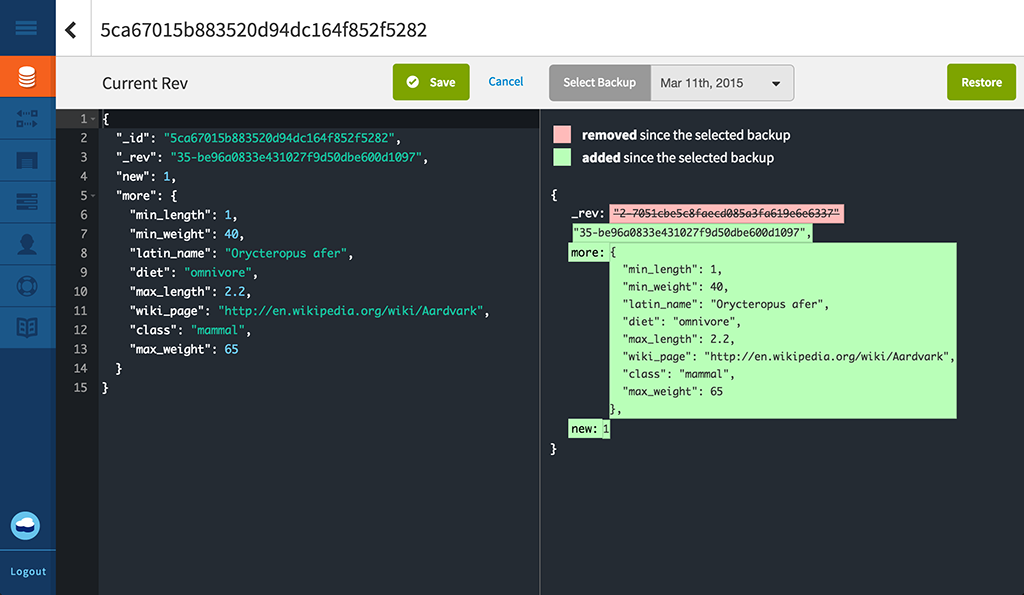 5ca67015b883520d94dc164f852f5282
Current Rev
Save
Cancel
Select Backup
Mar 11th, 2015
Restore
1 {
2 "_id": "5ca67015b883520d94dc164f852f5282",
3 "_rev": "35-be96a0833e431027f9d50dbe600d1097",
4 "new": 1,
5 "more": {
6 "min_length": 1,
7 "min_weight": 40,
8 "latin_name": "Orycteropus afer",
9 "diet": "omnivore",
10 "max_length": 2.2,
11 "wiki_page": "http://en.wikipedia.org/wiki/Aardvark",
12 "class": "mammal",
13 "max_weight": 65
14 }
15 }
removed since the selected backup
added since the selected backup
{
_rev: "2-7051cbe5c8faecd085a3fa619e6e6337"
"35-be96a0833e431027f9d50dbe600d1097",
more: {
"min_length": 1,
"min_weight": 40,
"latin_name": "Orycteropus afer",
"diet": "omnivore",
"max_length": 2.2,
"wiki_page": "http://en.wikipedia.org/wiki/Aardvark",
"class": "mammal",
"max_weight": 65
},
new: 1
}
Logout